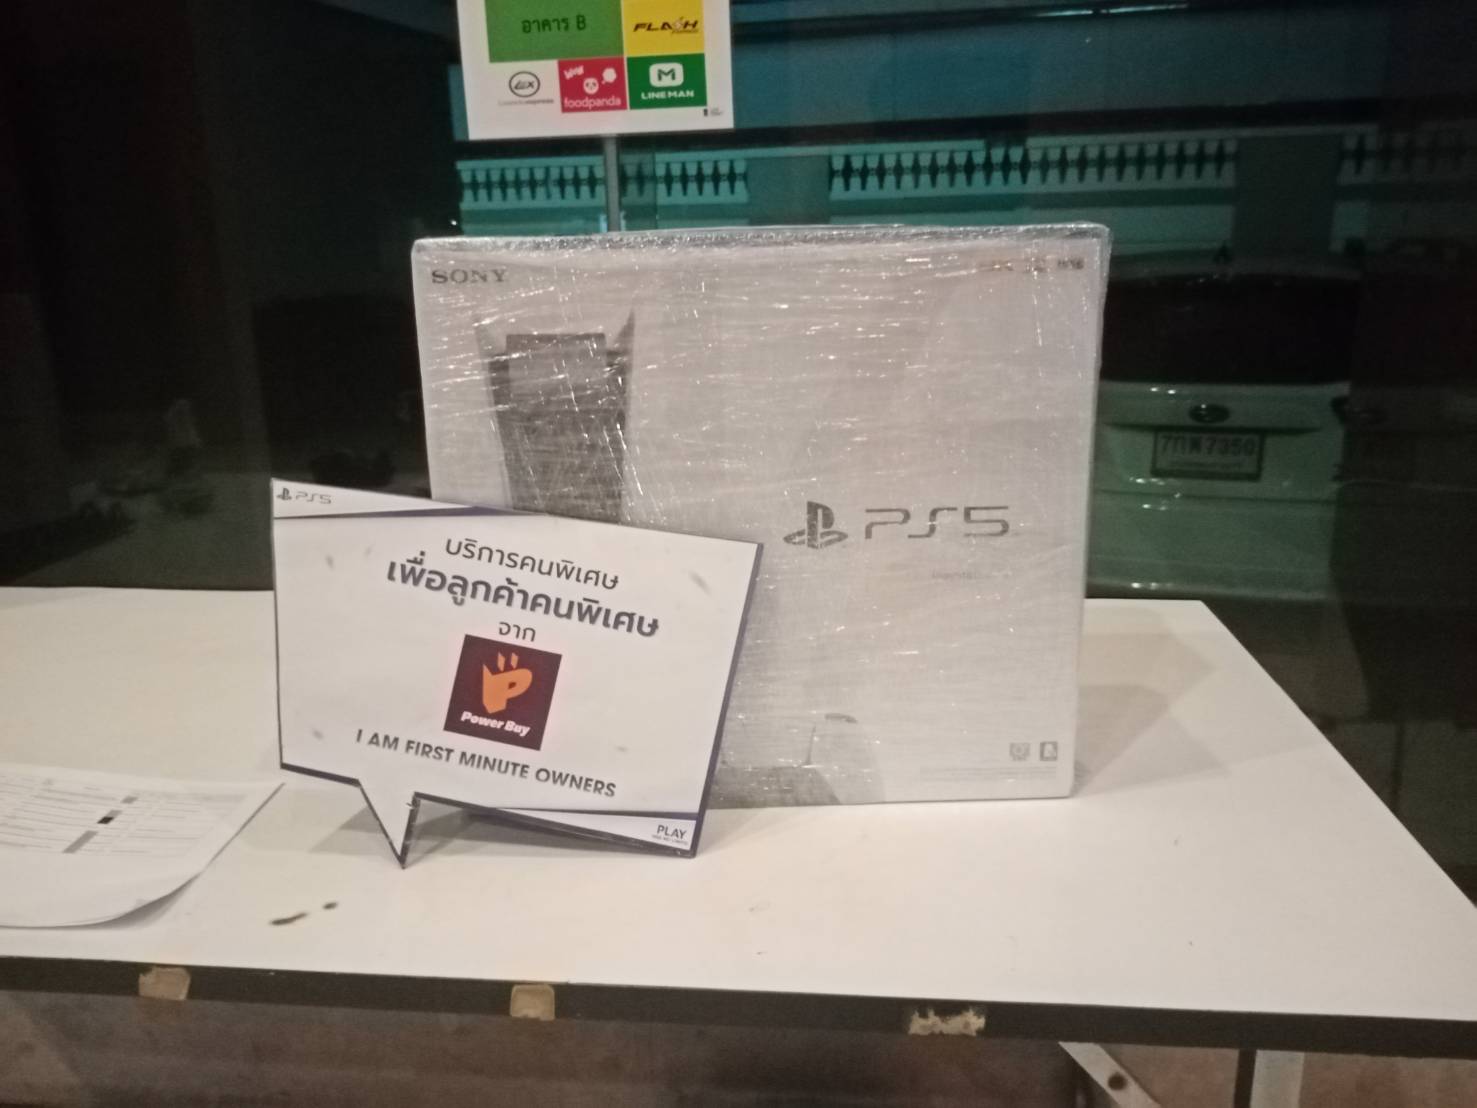 อาคาร B
FLASH
LEX
foodpanda
LINE MAN
SONY
PS5
7350
PS5
บริการคนพิเศษ
เพื่อลูกค้าคนพิเศษ
จาก
Power Buy
I AM FIRST MINUTE OWNERS
PLAY